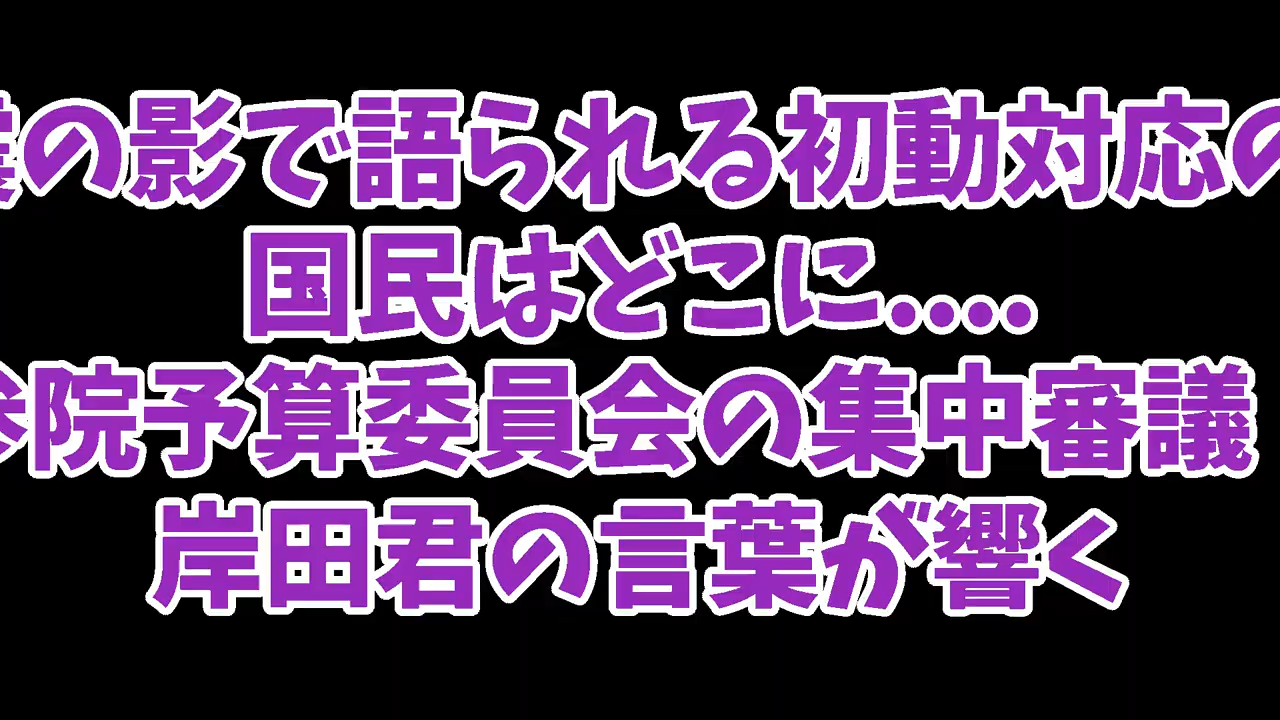 の影で語られる初動対応の
国民はどこに....
参院予算委員会の集中審議
岸田君の言葉が響く